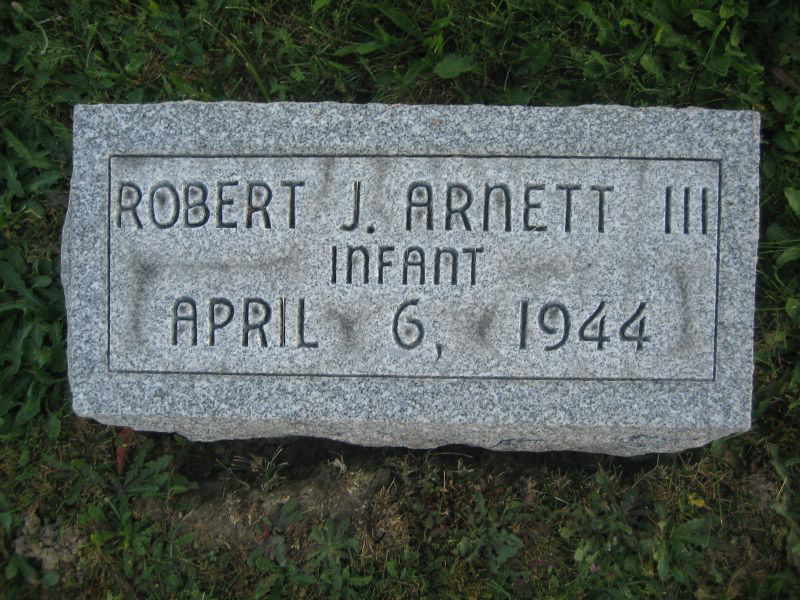 ROBERT J. ARNETT III
INFANT
APRIL 6, 1944